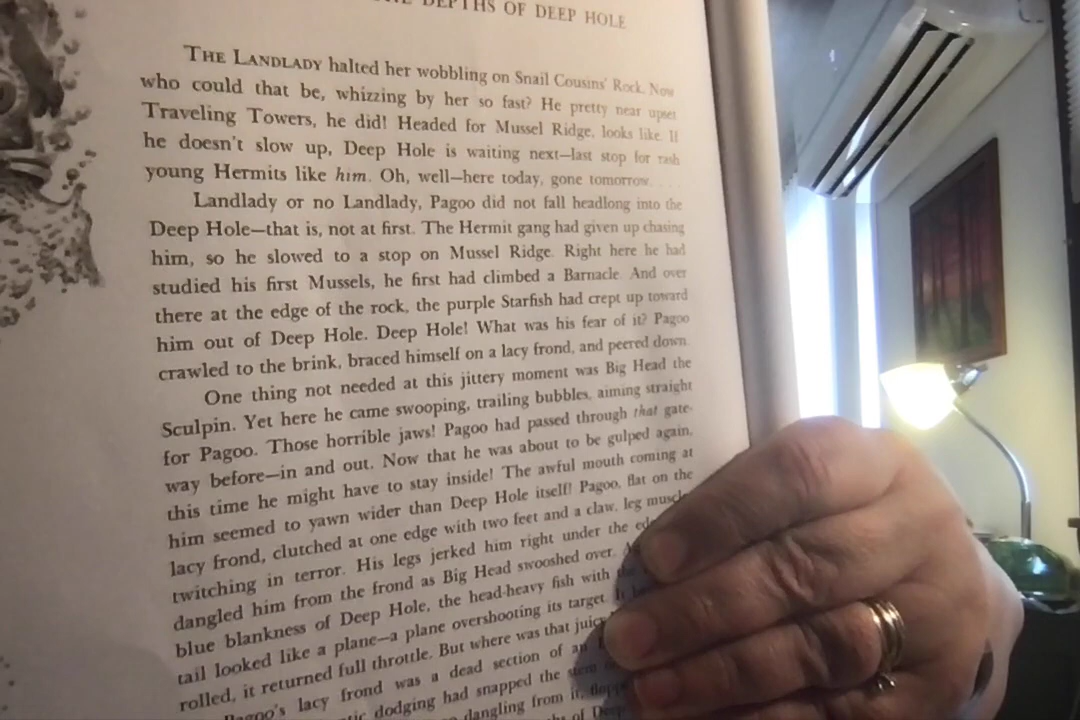 DEPTHS OF DEEP HOLE
THE LANDLADY halted her wobbling on Snail Cousins' Rock. Now
who could that be, whizzing by her so fast? He pretty near upset
Traveling Towers, he did! Headed for Mussel Ridge, looks like. If
he doesn't slow up, Deep Hole is waiting next—last stop for rash
young Hermits like him. Oh, well—here today, gone tomorrow. . . .
Landlady or no Landlady, Pagoo did not fall headlong into the
Deep Hole—that is, not at first. The Hermit gang had given up chasing
him, so he slowed to a stop on Mussel Ridge. Right here he had
studied his first Mussels, he first had climbed a Barnacle. And over
there at the edge of the rock, the purple Starfish had crept up toward
him out of Deep Hole. Deep Hole! What was his fear of it? Pagoo
crawled to the brink, braced himself on a lacy frond, and peered down.
One thing not needed at this jittery moment was Big Head the
Sculpin. Yet here he came swooping, trailing bubbles, aiming straight
for Pagoo. Those horrible jaws! Pagoo had passed through that gate-
way before—in and out. Now that he was about to be gulped again,
this time he might have to stay inside! The awful mouth coming at
him seemed to yawn wider than Deep Hole itself! Pagoo, flat on the
lacy frond, clutched at one edge with two feet and a claw, leg muscles
twitching in terror. His legs jerked him right under the
dangled him from the frond as Big Head swooshed over.
blue blankness of Deep Hole, the head-heavy fish with
tail looked like a plane—a plane overshooting its target. It
rolled, it returned full throttle. But where was that juicy
Pagoo's lacy frond was a dead section of an
dodging had snapped the stem
dangling from it,
of Deep